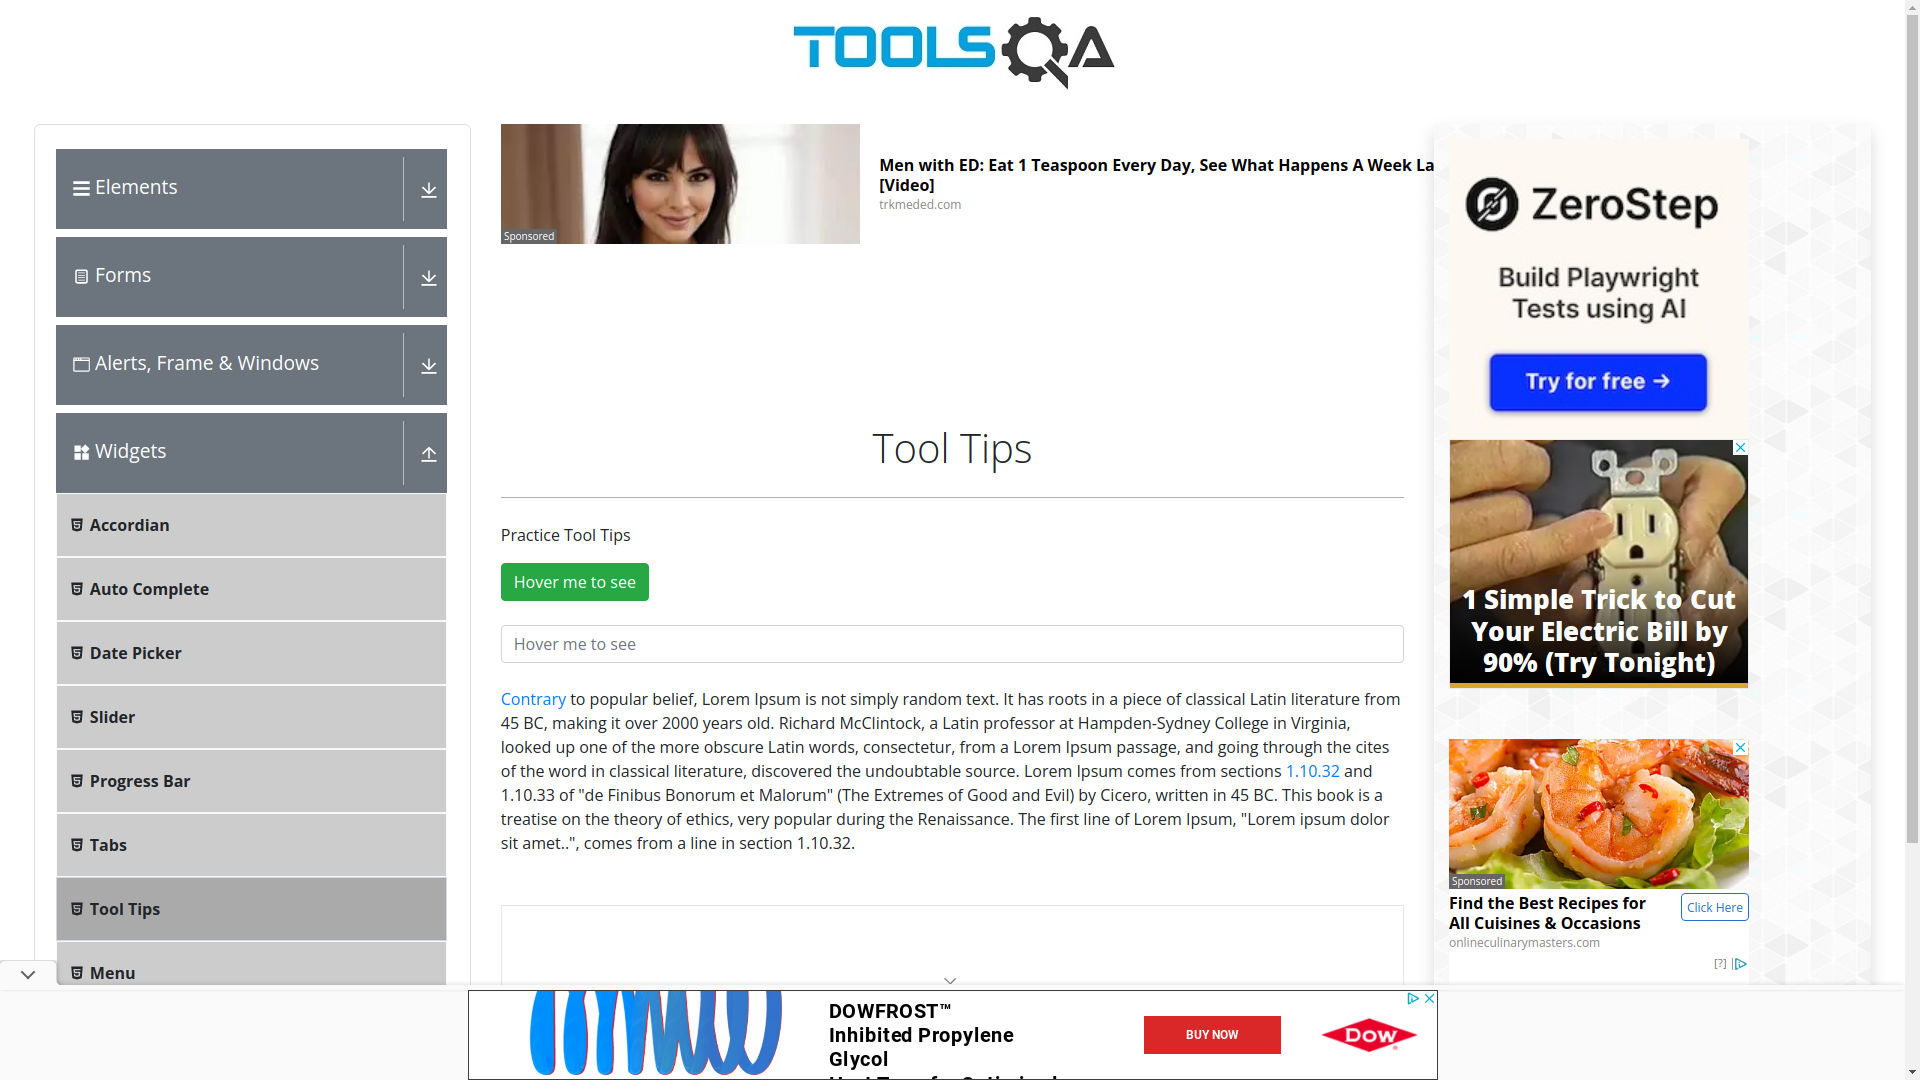 TOOLSQA
Elements
Forms
Alerts, Frame & Windows
Widgets
Accordian
Auto Complete
Date Picker
Slider
Progress Bar
Tabs
Tool Tips
Menu
Sponsored
Men with ED: Eat 1 Teaspoon Every Day, See What Happens A Week La
[Video]
trkmeded.com
Tool Tips
Practice Tool Tips
Hover me to see
Hover me to see
Contrary to popular belief, Lorem Ipsum is not simply random text. It has roots in a piece of classical Latin literature from
45 BC, making it over 2000 years old. Richard McClintock, a Latin professor at Hampden-Sydney College in Virginia,
looked up one of the more obscure Latin words, consectetur, from a Lorem Ipsum passage, and going through the cites
of the word in classical literature, discovered the undoubtable source. Lorem Ipsum comes from sections 1.10.32 and
1.10.33 of "de Finibus Bonorum et Malorum" (The Extremes of Good and Evil) by Cicero, written in 45 BC. This book is a
treatise on the theory of ethics, very popular during the Renaissance. The first line of Lorem Ipsum, "Lorem ipsum dolor
sit amet..", comes from a line in section 1.10.32.
ZeroStep
Build Playwright
Tests using AI
Try for free →
1 Simple Trick to Cut
Your Electric Bill by
90% (Try Tonight)
Sponsored
Find the Best Recipes for
All Cuisines & Occasions
Click Here
onlineculinarymasters.com
[?]
DOWFROST™
Inhibited Propylene
Glycol
BUY NOW
DOW